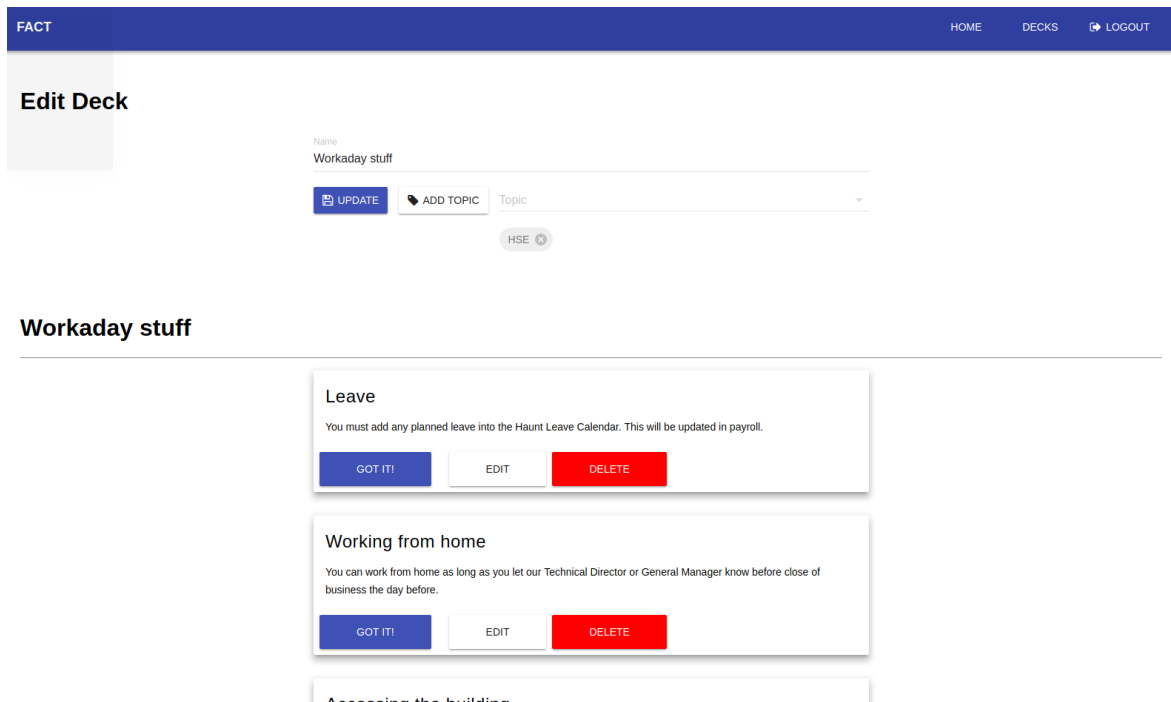 FACT
HOME DECKS LOGOUT
Edit Deck
Name
Workaday stuff
UPDATE ADD TOPIC Topic
HSE
Workaday stuff
Leave
You must add any planned leave into the Haunt Leave Calendar. This will be updated in payroll.
GOT IT! EDIT DELETE
Working from home
You can work from home as long as you let our Technical Director or General Manager know before close of
business the day before.
GOT IT! EDIT DELETE
Accessing the building